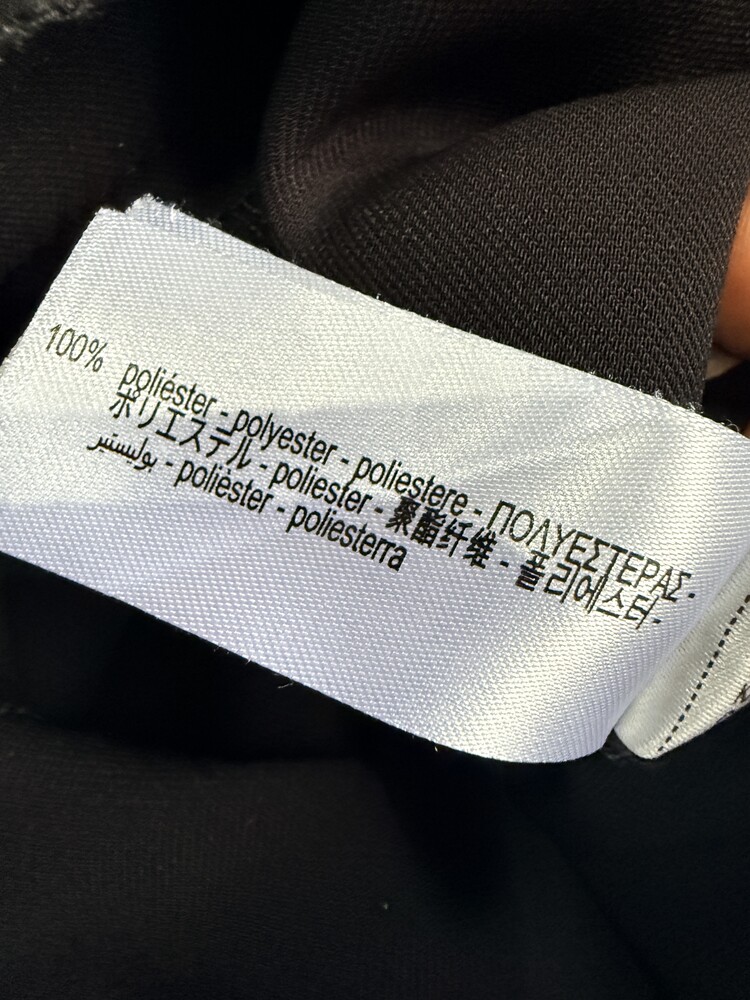 100% poliéster - polyester - poliestere - ΠΟΛΥΕΣΤΕΡΑΣ -
ポリエステル - poliester - 聚酯纤维 - 폴리에스터 -
بوليستير - polièster - poliesterra